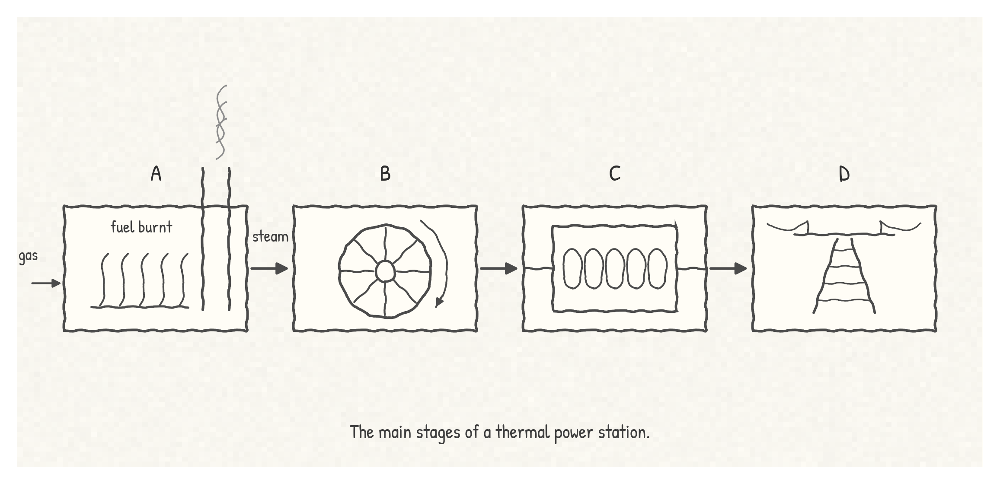 A
B
C
D
fuel burnt
steam
gas
The main stages of a thermal power station.